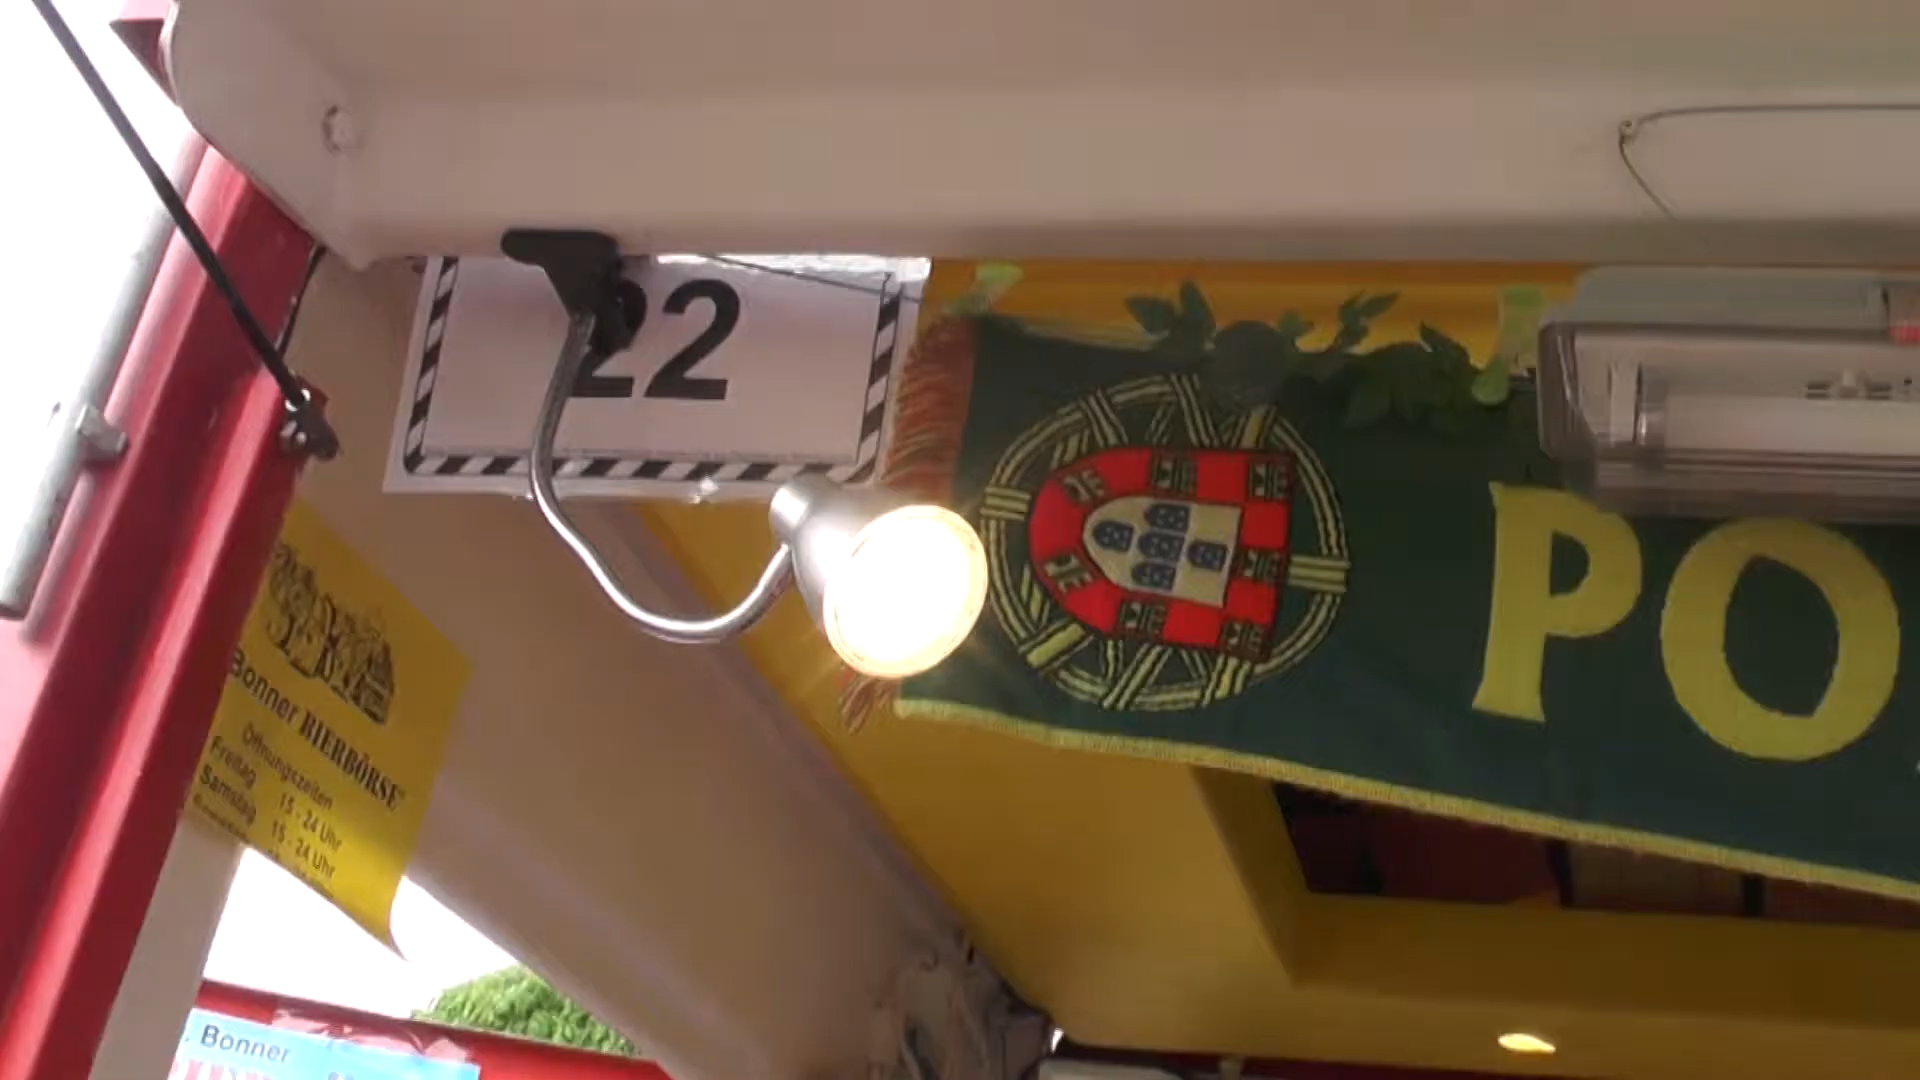 22
PO
Bonner BIERBÖRSE
Öffnungszeiten
Freitag 15 - 24 Uhr
Samstag 15 - 24 Uhr
Bonner